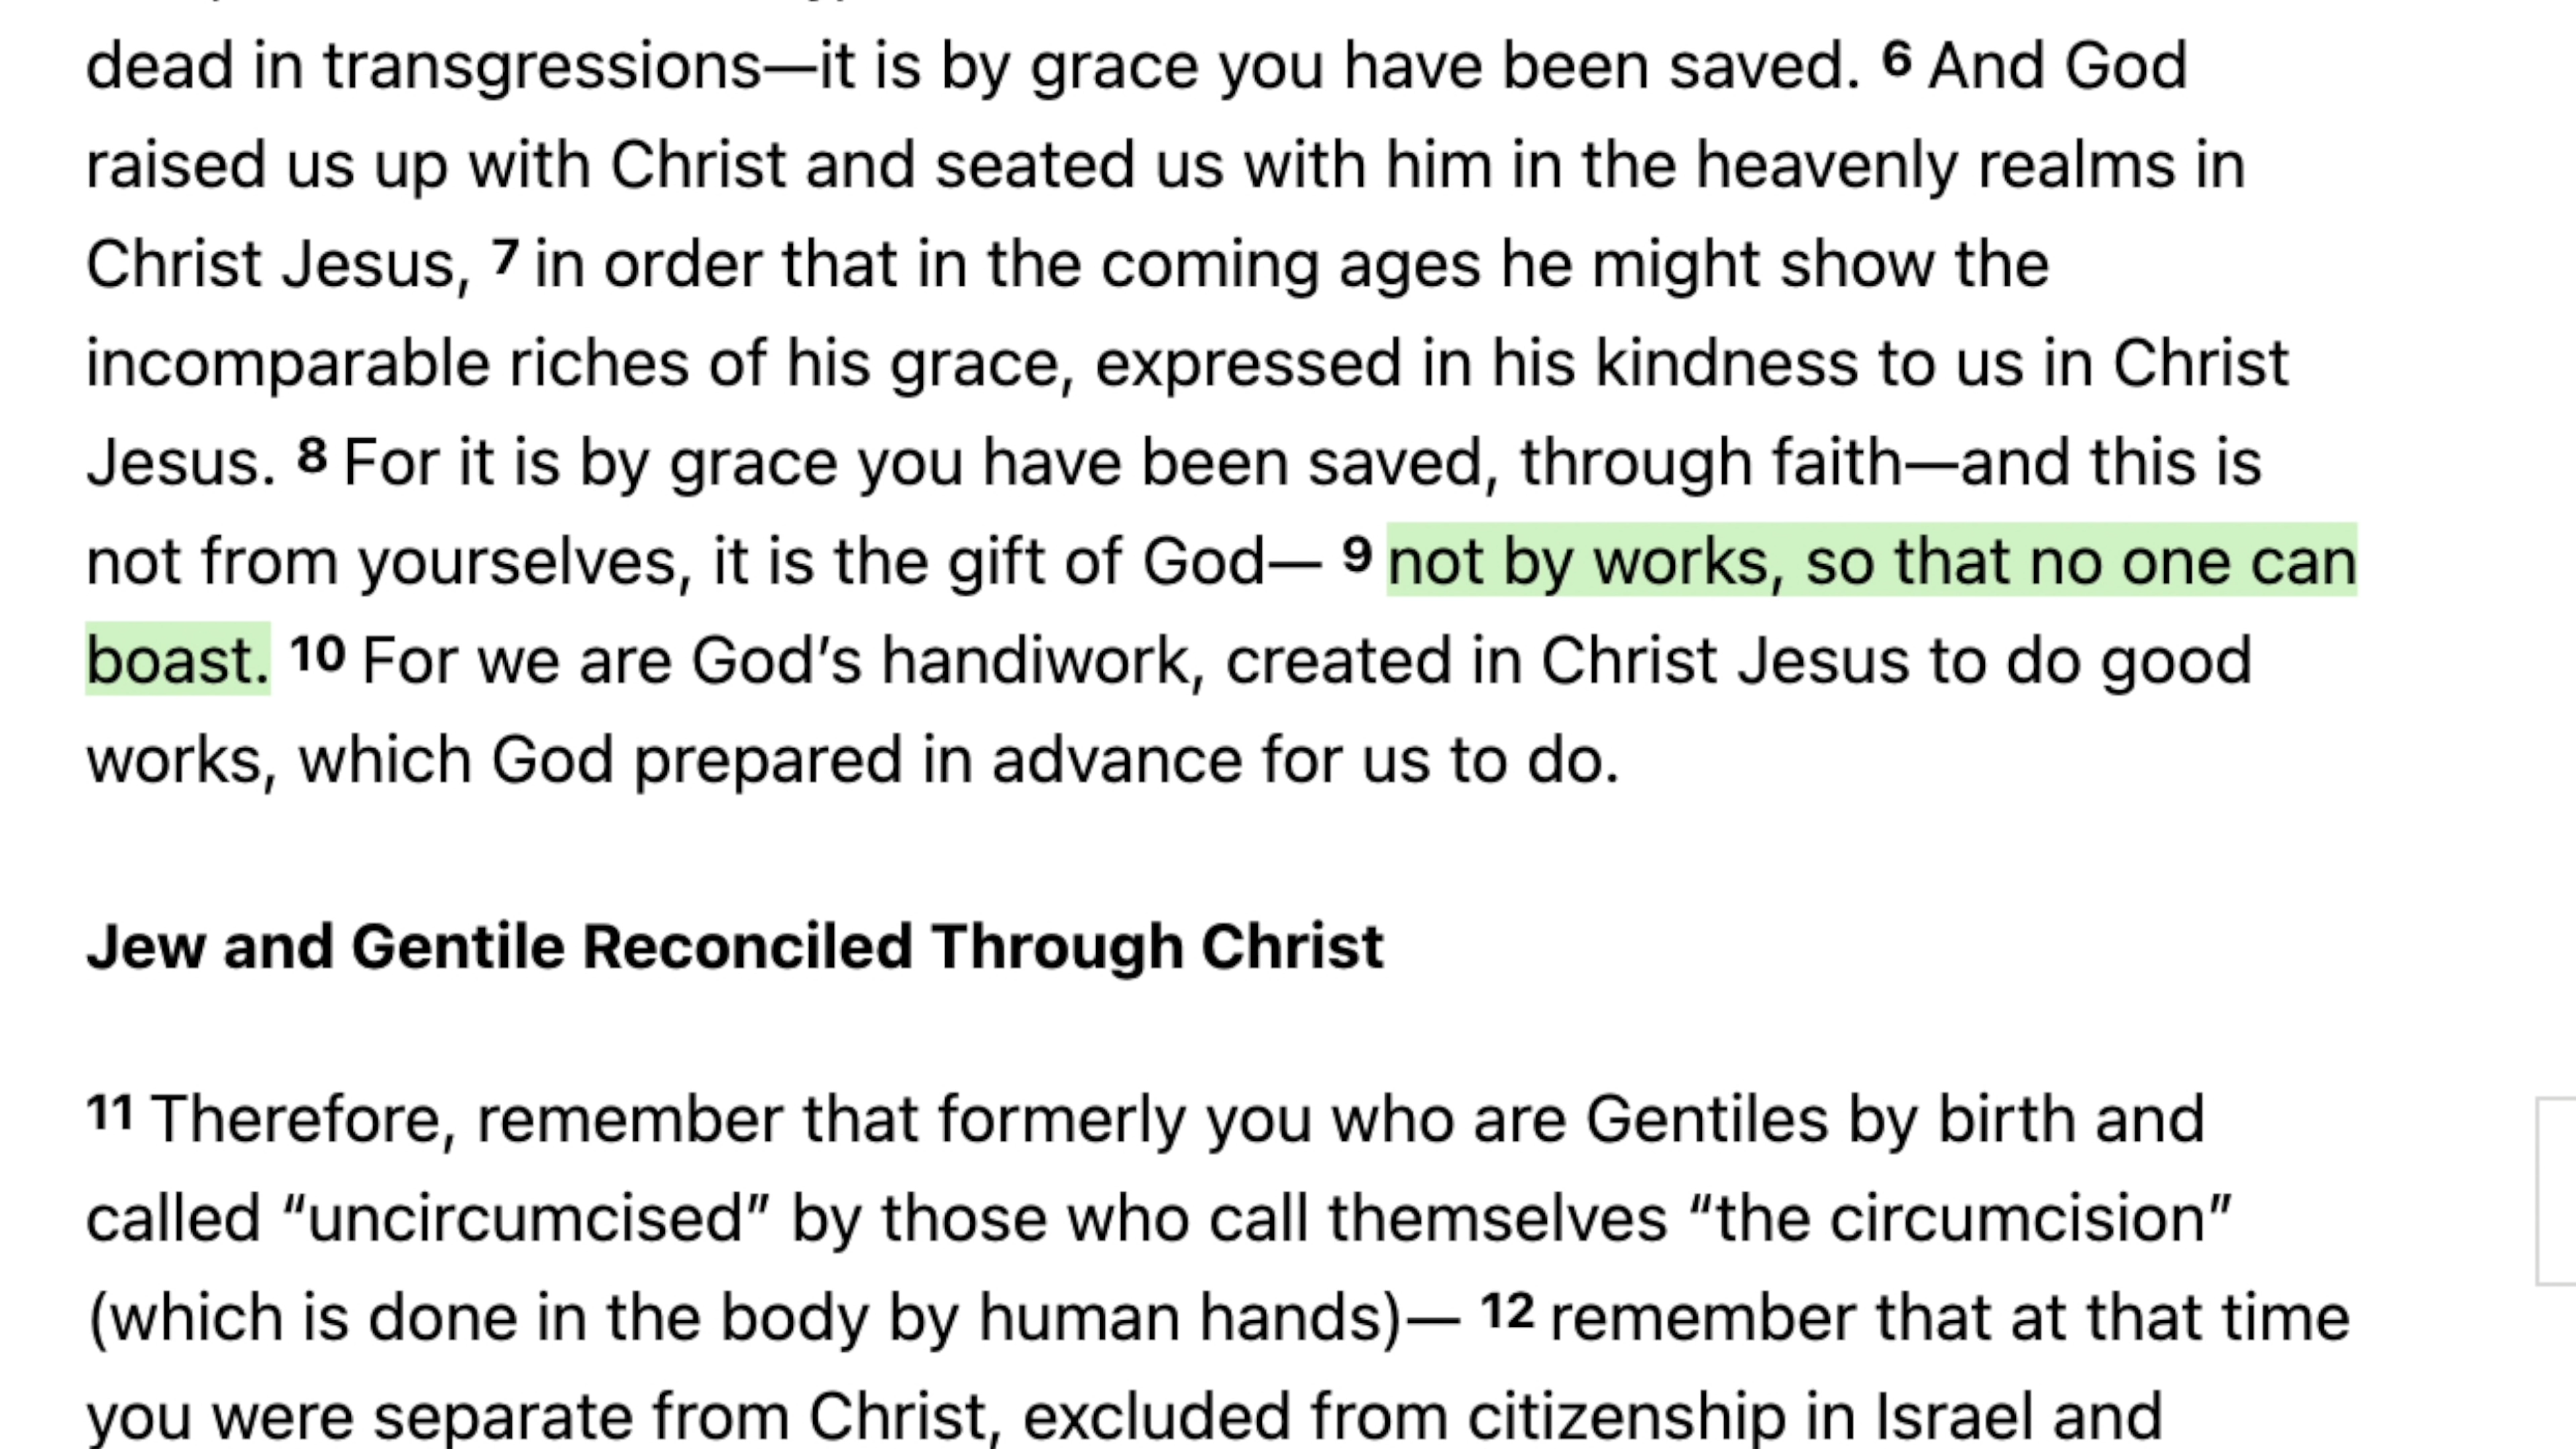 dead in transgressions—it is by grace you have been saved. 6 And God
raised us up with Christ and seated us with him in the heavenly realms in
Christ Jesus, 7 in order that in the coming ages he might show the
incomparable riches of his grace, expressed in his kindness to us in Christ
Jesus. 8 For it is by grace you have been saved, through faith—and this is
not from yourselves, it is the gift of God— 9 not by works, so that no one can
boast. 10 For we are God’s handiwork, created in Christ Jesus to do good
works, which God prepared in advance for us to do.
Jew and Gentile Reconciled Through Christ
11 Therefore, remember that formerly you who are Gentiles by birth and
called “uncircumcised” by those who call themselves “the circumcision”
(which is done in the body by human hands)— 12 remember that at that time
you were separate from Christ, excluded from citizenship in Israel and